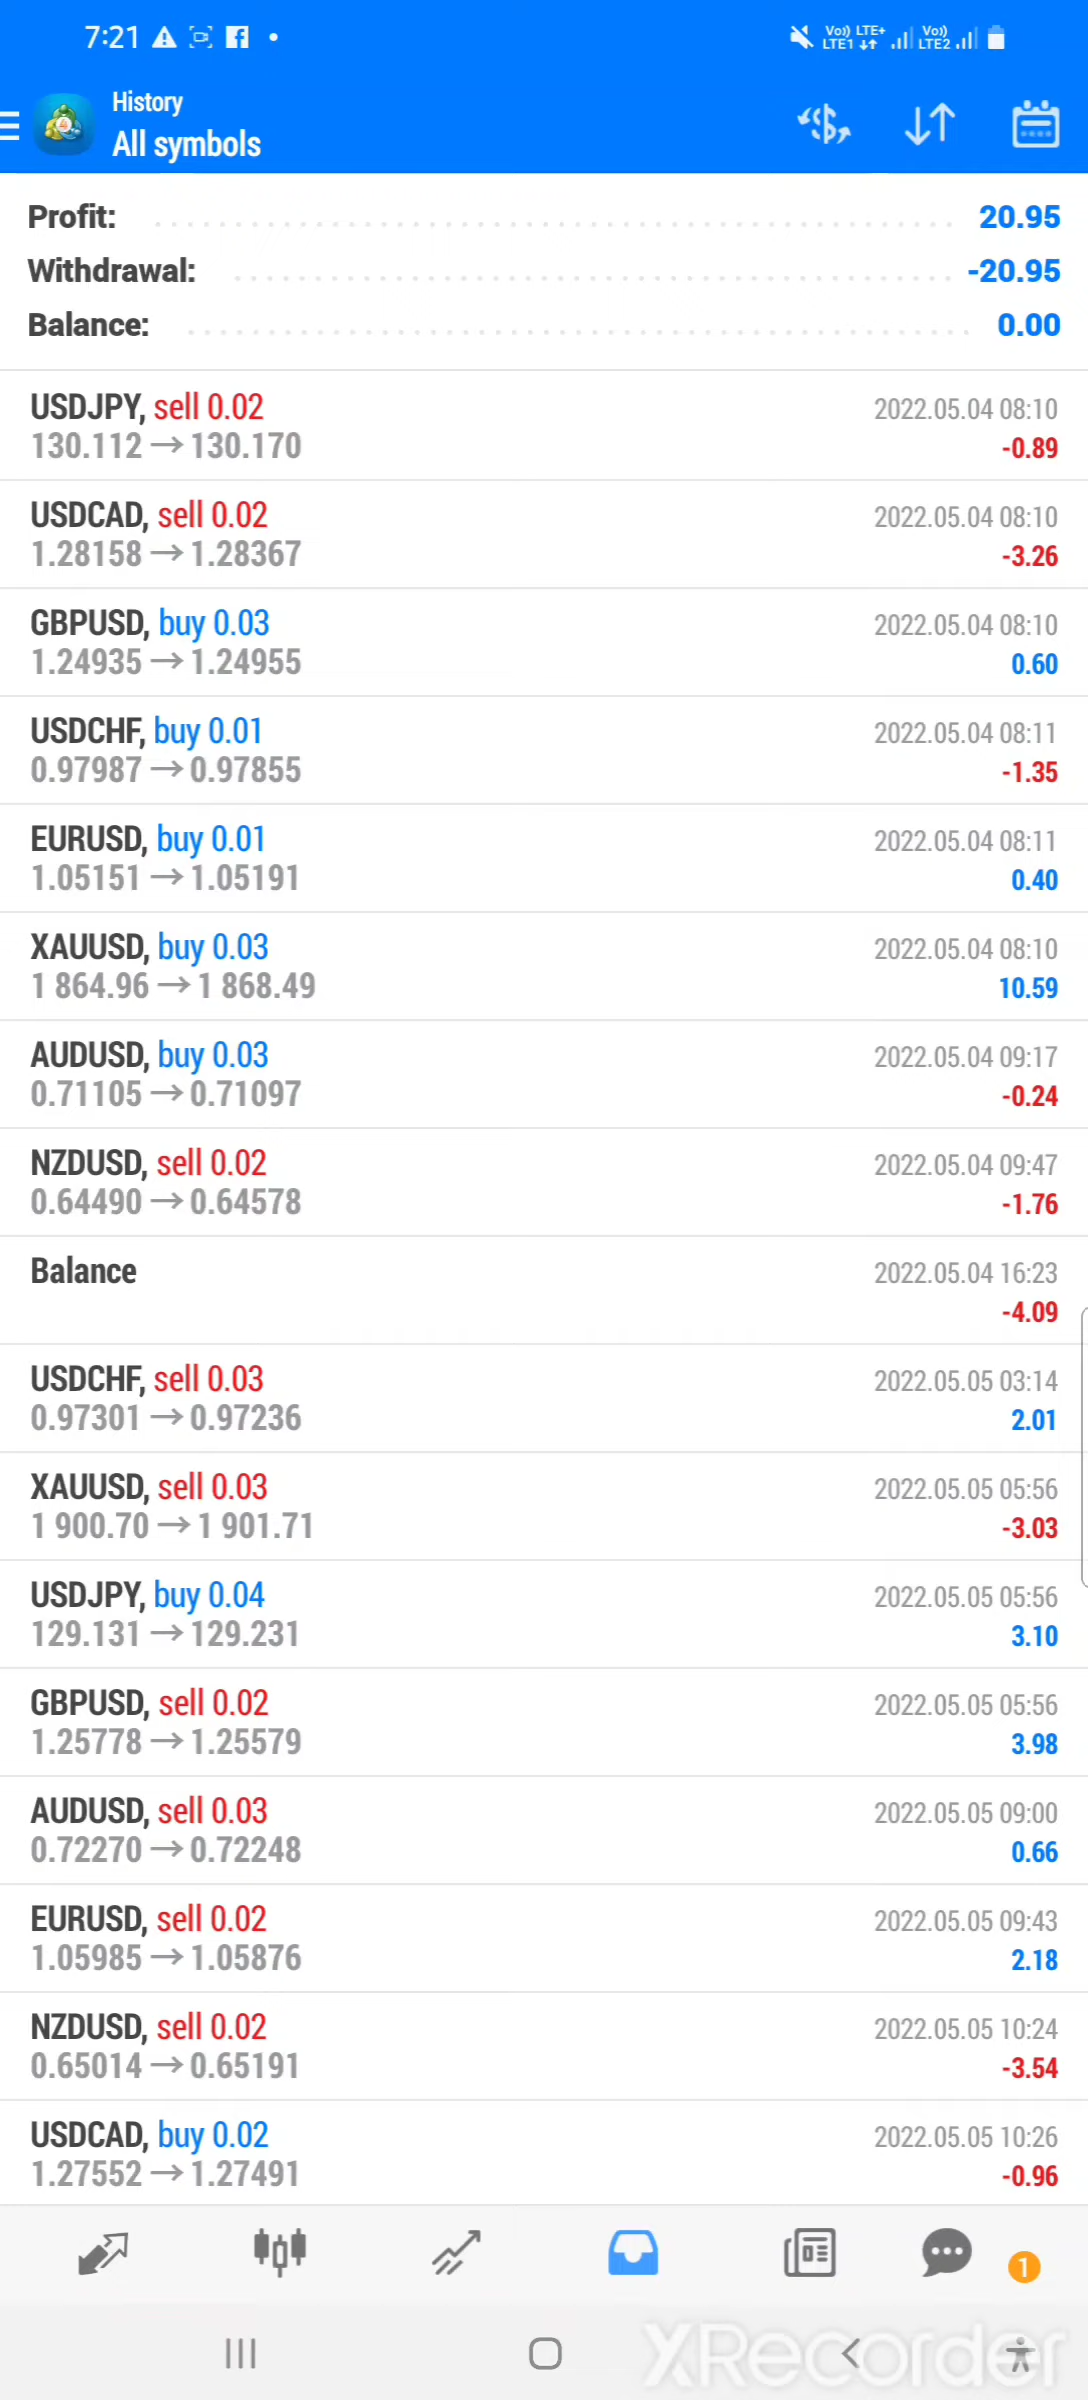 7:21
Vo)) LTE+ Vo))
LTE1 LTE2
History
All symbols
Profit: 20.95
Withdrawal: -20.95
Balance: 0.00
USDJPY, sell 0.02 2022.05.04 08:10
130.112 → 130.170 -0.89
USDCAD, sell 0.02 2022.05.04 08:10
1.28158 → 1.28367 -3.26
GBPUSD, buy 0.03 2022.05.04 08:10
1.24935 → 1.24955 0.60
USDCHF, buy 0.01 2022.05.04 08:11
0.97987 → 0.97855 -1.35
EURUSD, buy 0.01 2022.05.04 08:11
1.05151 → 1.05191 0.40
XAUUSD, buy 0.03 2022.05.04 08:10
1 864.96 → 1 868.49 10.59
AUDUSD, buy 0.03 2022.05.04 09:17
0.71105 → 0.71097 -0.24
NZDUSD, sell 0.02 2022.05.04 09:47
0.64490 → 0.64578 -1.76
Balance 2022.05.04 16:23
-4.09
USDCHF, sell 0.03 2022.05.05 03:14
0.97301 → 0.97236 2.01
XAUUSD, sell 0.03 2022.05.05 05:56
1 900.70 → 1 901.71 -3.03
USDJPY, buy 0.04 2022.05.05 05:56
129.131 → 129.231 3.10
GBPUSD, sell 0.02 2022.05.05 05:56
1.25778 → 1.25579 3.98
AUDUSD, sell 0.03 2022.05.05 09:00
0.72270 → 0.72248 0.66
EURUSD, sell 0.02 2022.05.05 09:43
1.05985 → 1.05876 2.18
NZDUSD, sell 0.02 2022.05.05 10:24
0.65014 → 0.65191 -3.54
USDCAD, buy 0.02 2022.05.05 10:26
1.27552 → 1.27491 -0.96
1
XRecorder